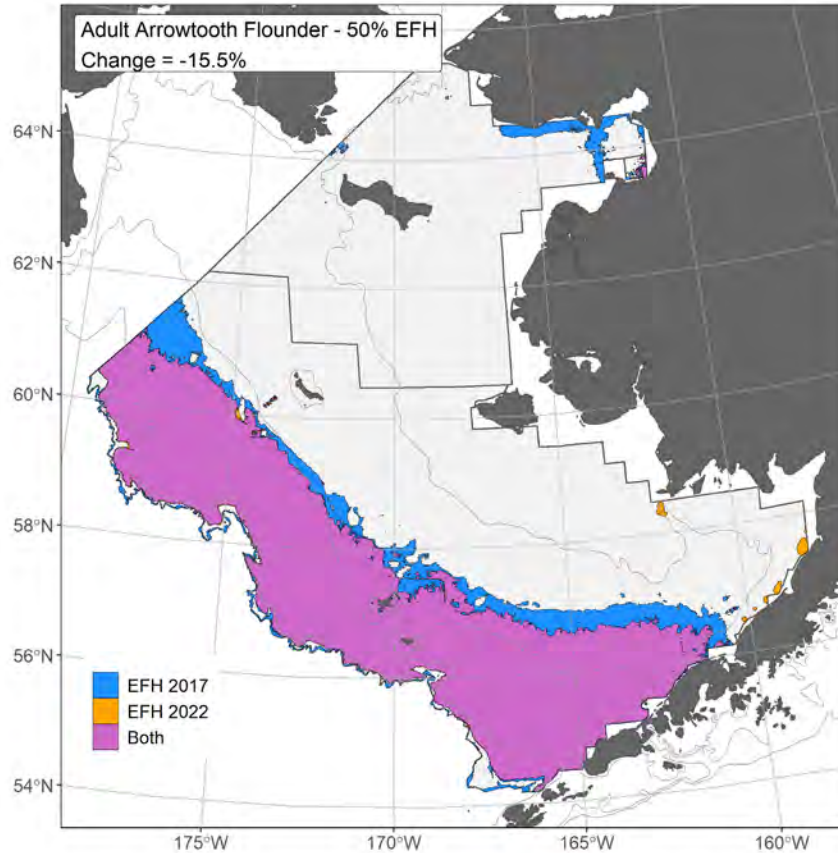 Adult Arrowtooth Flounder - 50% EFH
Change = -15.5%
64°N
62°N
60°N
58°N
56°N
54°N
EFH 2017
EFH 2022
Both
175°W
170°W
165°W
160°W